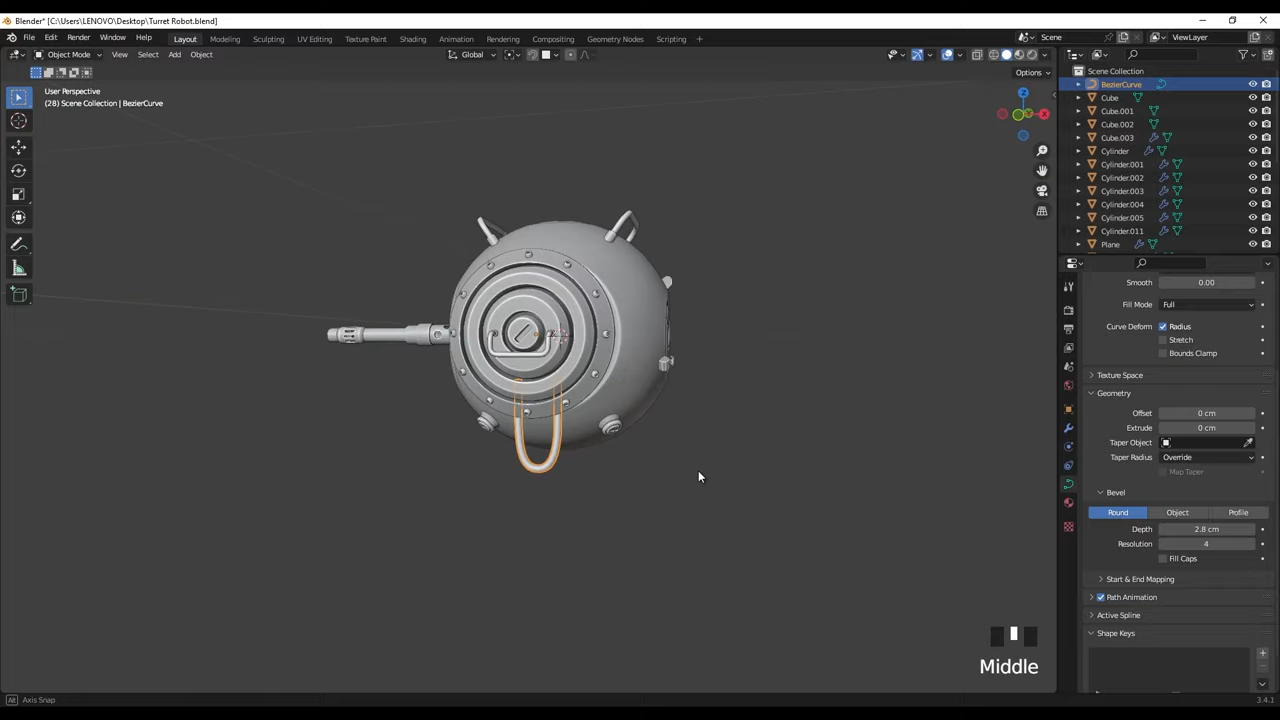 Blender* [C:\Users\LENOVO\Desktop\Turret Robot.blend]
File Edit Render Window Help Layout Modeling Sculpting UV Editing Texture Paint Shading Animation Rendering Compositing Geometry Nodes Scripting + Scene ViewLayer
Object Mode View Select Add Object Global
Options
User Perspective
(28) Scene Collection | BezierCurve
Z
X
Scene Collection
BezierCurve
Cube
Cube.001
Cube.002
Cube.003
Cylinder
Cylinder.001
Cylinder.002
Cylinder.003
Cylinder.004
Cylinder.005
Cylinder.011
Plane
Smooth 0.00
Fill Mode Full
Curve Deform Radius
Stretch
Bounds Clamp
Texture Space
Geometry
Offset 0 cm
Extrude 0 cm
Taper Object
Taper Radius Override
Map Taper
Bevel
Round Object Profile
Depth 2.8 cm
Resolution 4
Fill Caps
Start & End Mapping
Path Animation
Active Spline
Shape Keys
Middle
Alt Axis Snap
3.4.1